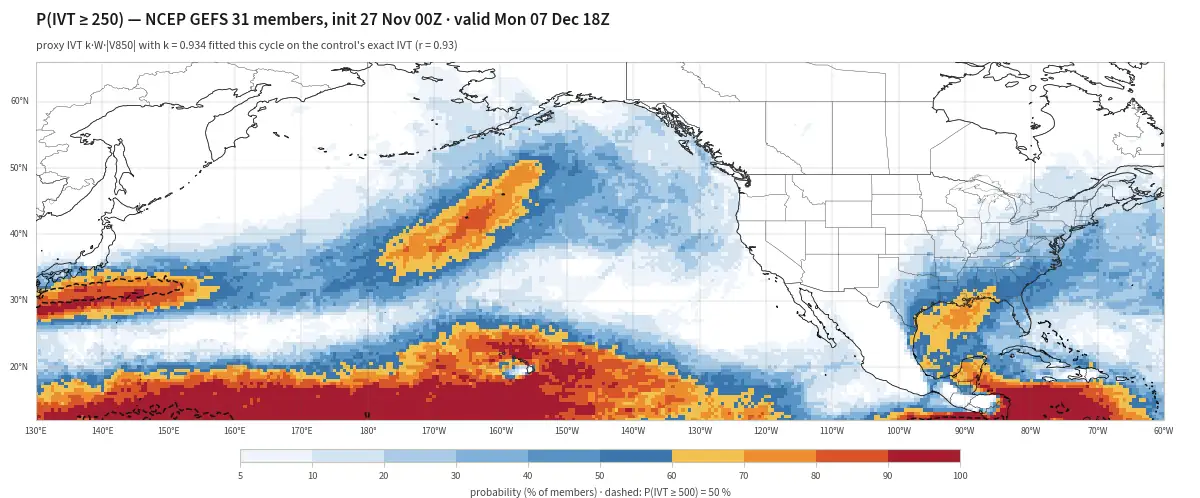 P(IVT ≥ 250) — NCEP GEFS 31 members, init 27 Nov 00Z · valid Mon 07 Dec 18Z
proxy IVT k·W·|V850| with k = 0.934 fitted this cycle on the control's exact IVT (r = 0.93)
60°N
50°N
40°N
30°N
20°N
130°E 140°E 150°E 160°E 170°E 180° 170°W 160°W 150°W 140°W 130°W 120°W 110°W 100°W 90°W 80°W 70°W 60°W
5 10 20 30 40 50 60 70 80 90 100
probability (% of members) · dashed: P(IVT ≥ 500) = 50 %